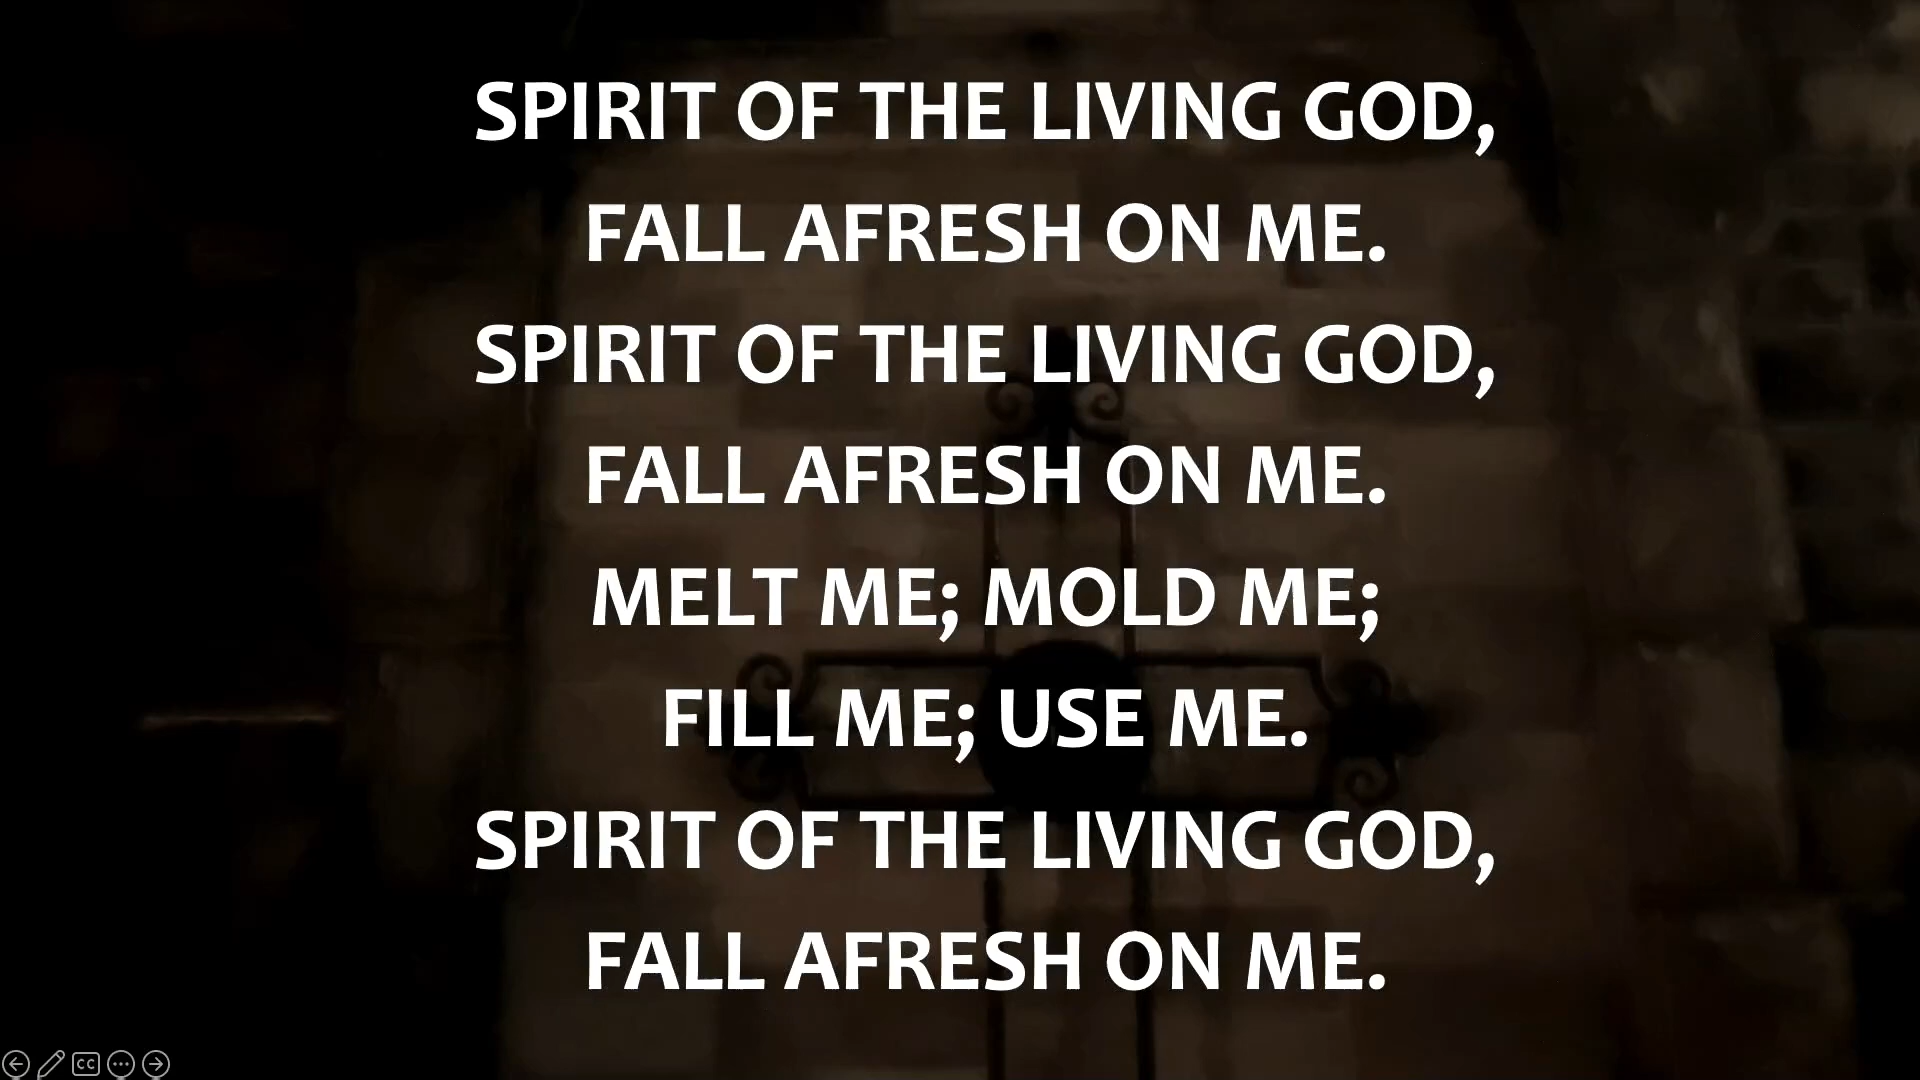 SPIRIT OF THE LIVING GOD,
FALL AFRESH ON ME.
SPIRIT OF THE LIVING GOD,
FALL AFRESH ON ME.
MELT ME; MOLD ME;
FILL ME; USE ME.
SPIRIT OF THE LIVING GOD,
FALL AFRESH ON ME.
CC